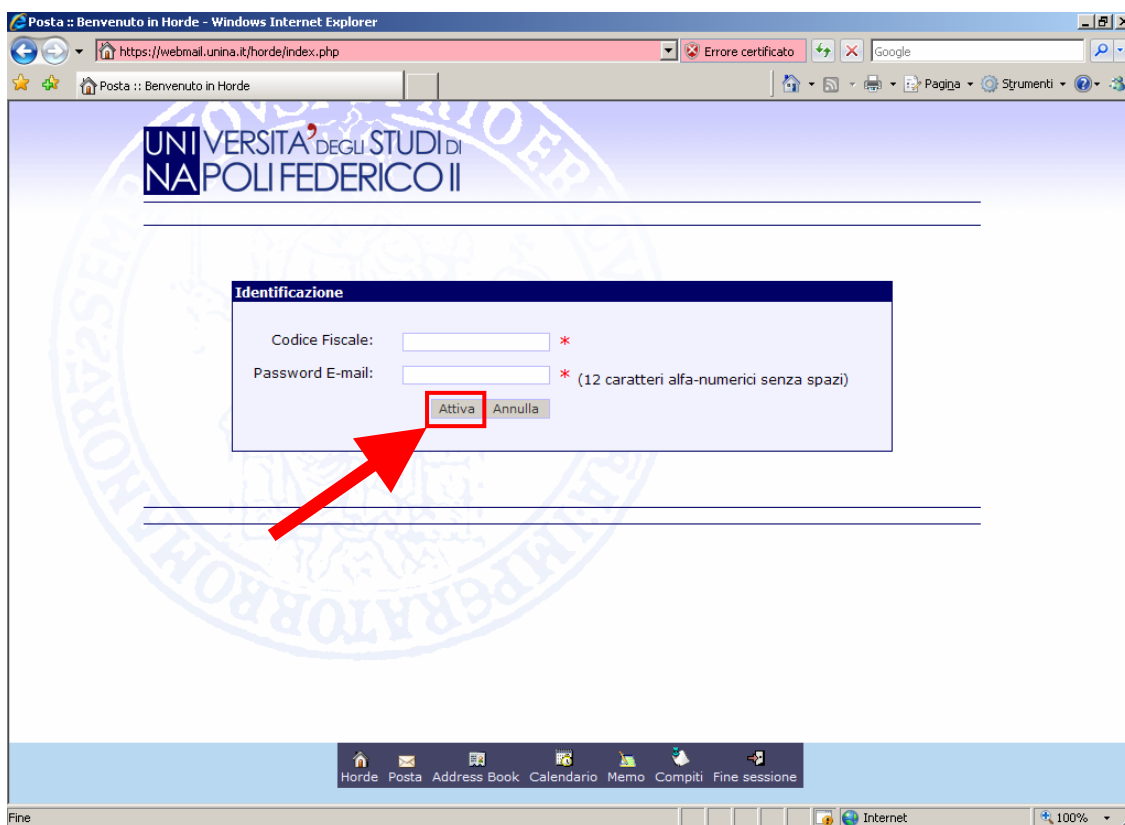 Posta :: Benvenuto in Horde - Windows Internet Explorer
https://webmail.unina.it/horde/index.php
Errore certificato
Google
Posta :: Benvenuto in Horde
Pagina
Strumenti
UNIVERSITA' DEGLI STUDI DI
NAPOLI FEDERICO II
Identificazione
Codice Fiscale: *
Password E-mail: * (12 caratteri alfa-numerici senza spazi)
Attiva Annulla
Horde Posta Address Book Calendario Memo Compiti Fine sessione
Fine
Internet
100%